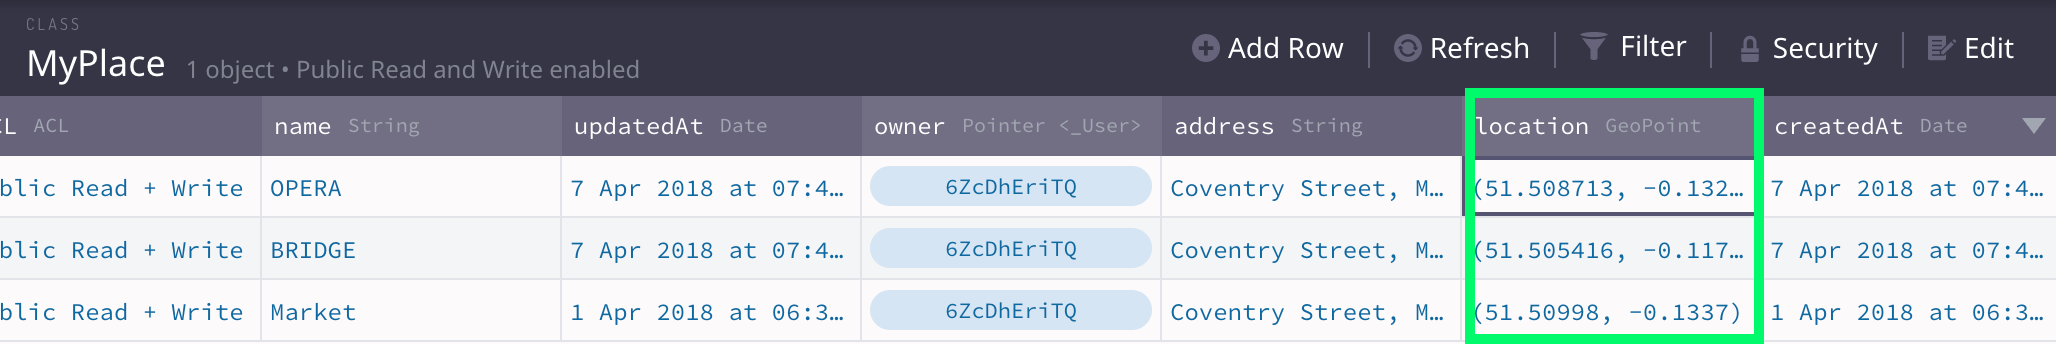 CLASS
MyPlace 1 object • Public Read and Write enabled Add Row Refresh Filter Security Edit
CL ACL name String updatedAt Date owner Pointer <_User> address String location GeoPoint createdAt Date
blic Read + Write OPERA 7 Apr 2018 at 07:4… 6ZcDhEriTQ Coventry Street, M… (51.508713, -0.132… 7 Apr 2018 at 07:4…
blic Read + Write BRIDGE 7 Apr 2018 at 07:4… 6ZcDhEriTQ Coventry Street, M… (51.505416, -0.117… 7 Apr 2018 at 07:4…
blic Read + Write Market 1 Apr 2018 at 06:3… 6ZcDhEriTQ Coventry Street, M… (51.50998, -0.1337) 1 Apr 2018 at 06:3…